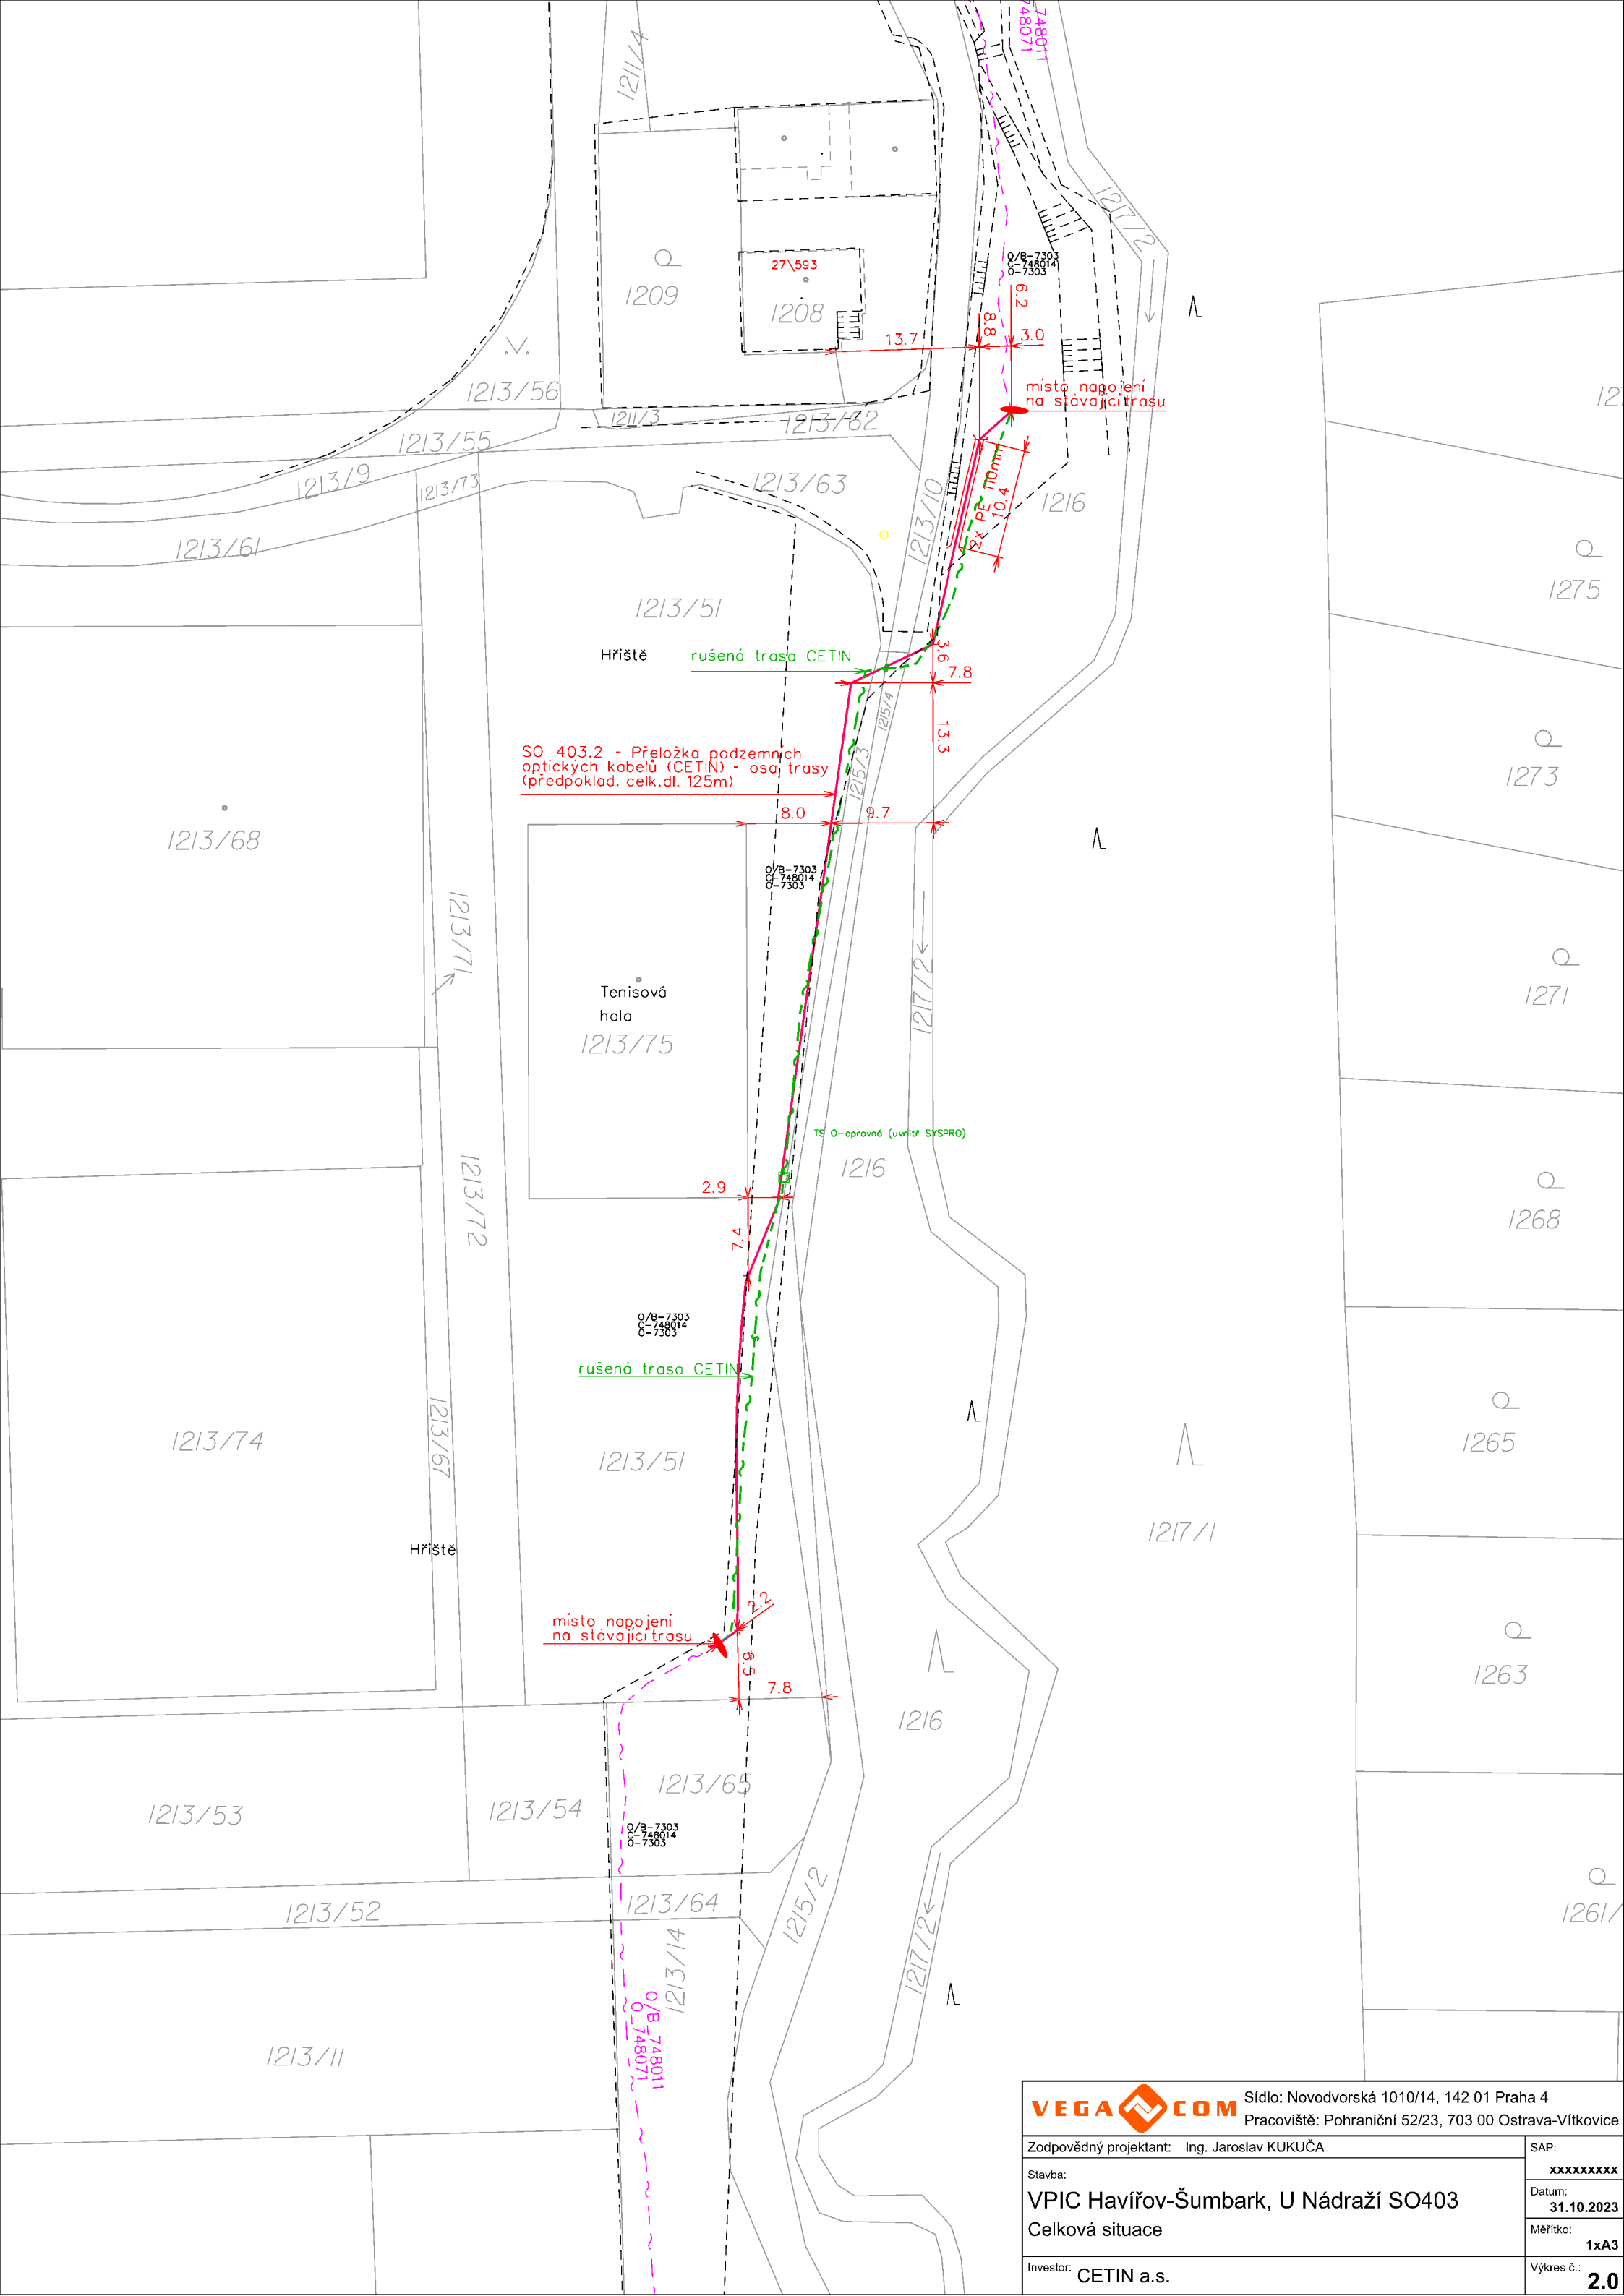 748011
748071
1211/4
1217/2
O/B-7303
C-748014
O-7303
27\593
1209
1208
6.2
8.8
13.7
3.0
místo napojení
na stávající trasu
1213/56
1211/3
1213/62
1213/55
1213/9
1213/73
1213/63
1213/10
2x PE 110mm
10.4
1216
1213/61
1275
1213/51
Hřiště
rušená trasa CETIN
3.6
7.8
1215/4
13.3
1215/3
SO 403.2 - Přeložka podzemních
optických kabelů (CETIN) - osa trasy
(předpoklad. celk.dl. 125m)
1273
8.0
9.7
1213/68
O/B-7303
C-748014
O-7303
1213/71
1217/2
1271
Tenisová
hala
1213/75
TS O-opravná (uvnitř SYSPRO)
1216
1213/72
2.9
7.4
1268
O/B-7303
C-748014
O-7303
rušená trasa CETIN
1213/74
1213/67
1213/51
1265
1217/1
Hřiště
místo napojení
na stávající trasu
2.2
6.5
7.8
1263
1216
1213/65
1213/53
1213/54
O/B-7303
C-748014
O-7303
1213/52
1213/64
1215/2
1213/14
1217/2
1261/
O/B-748011
O-748071
1213/11
VEGACOM
Sídlo: Novodvorská 1010/14, 142 01 Praha 4
Pracoviště: Pohraniční 52/23, 703 00 Ostrava-Vítkovice
Zodpovědný projektant: Ing. Jaroslav KUKUČA
SAP:
xxxxxxxxx
Stavba:
VPIC Havířov-Šumbark, U Nádraží SO403
Celková situace
Datum:
31.10.2023
Měřítko:
1xA3
Investor: CETIN a.s.
Výkres č.:
2.0